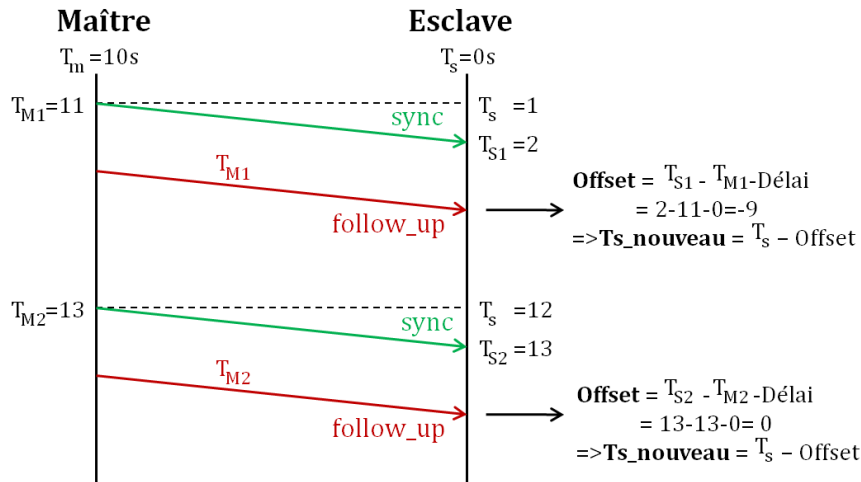 Maître
Esclave
Tm =10s
Ts=0s
TM1=11
Ts =1
sync
TS1 =2
TM1
follow_up
Offset = TS1 - TM1-Délai
= 2-11-0=-9
=>Ts_nouveau = Ts – Offset
TM2=13
Ts =12
sync
TS2 =13
TM2
follow_up
Offset = TS2 - TM2 -Délai
= 13-13-0= 0
=>Ts_nouveau = Ts – Offset